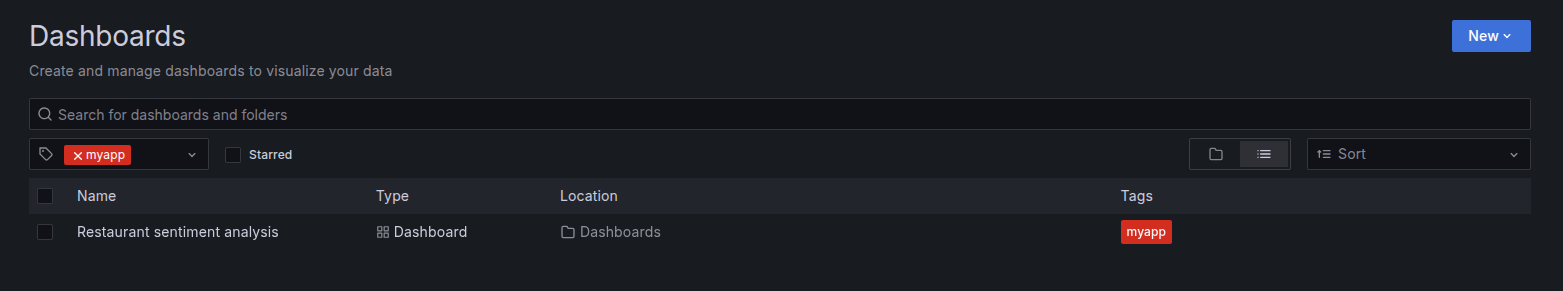 Dashboards
New
Create and manage dashboards to visualize your data
Search for dashboards and folders
myapp Starred Sort
Name Type Location Tags
Restaurant sentiment analysis Dashboard Dashboards myapp